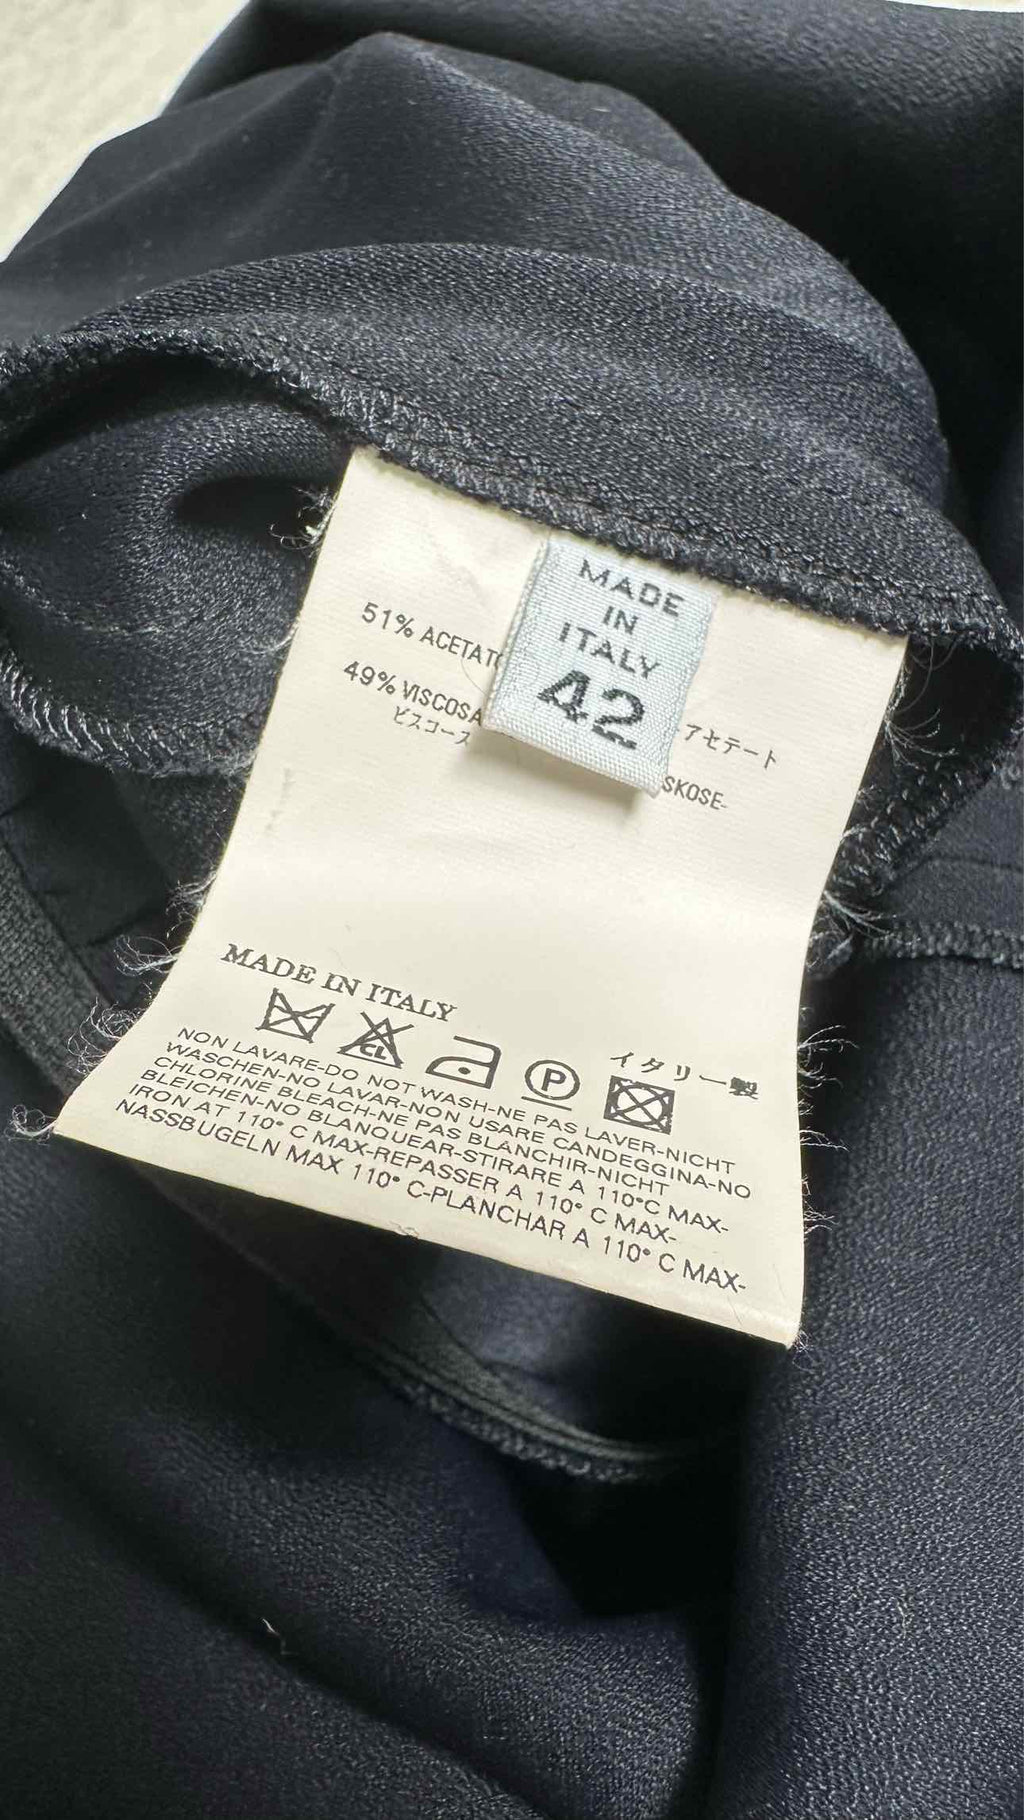 MADE
IN
ITALY
42
51% ACETAT
アセテート
49% VISCOSA
SKOSE-
ビスコース
MADE IN ITALY
イタリー製
CL
P
NON LAVARE-DO NOT WASH-NE PAS LAVER-NICHT
WASCHEN-NO LAVAR-NON USARE CANDEGGINA-NO
CHLORINE BLEACH-NE PAS BLANCHIR-NICHT
BLEICHEN-NO BLANQUEAR-STIRARE A 110°C MAX-
IRON AT 110° C MAX-REPASSER A 110° C MAX-
NASSBUGELN MAX 110° C-PLANCHAR A 110° C MAX-